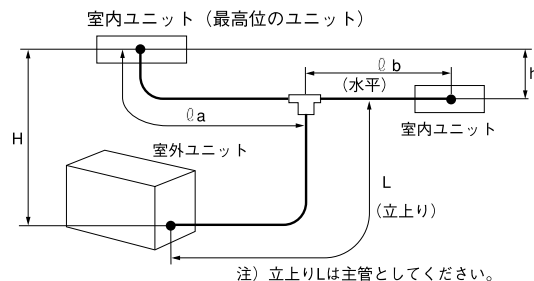 室内ユニット（最高位のユニット）
ℓb
（水平）
h
ℓa
室内ユニット
H
室外ユニット
L
（立上り）
注）立上りLは主管としてください。